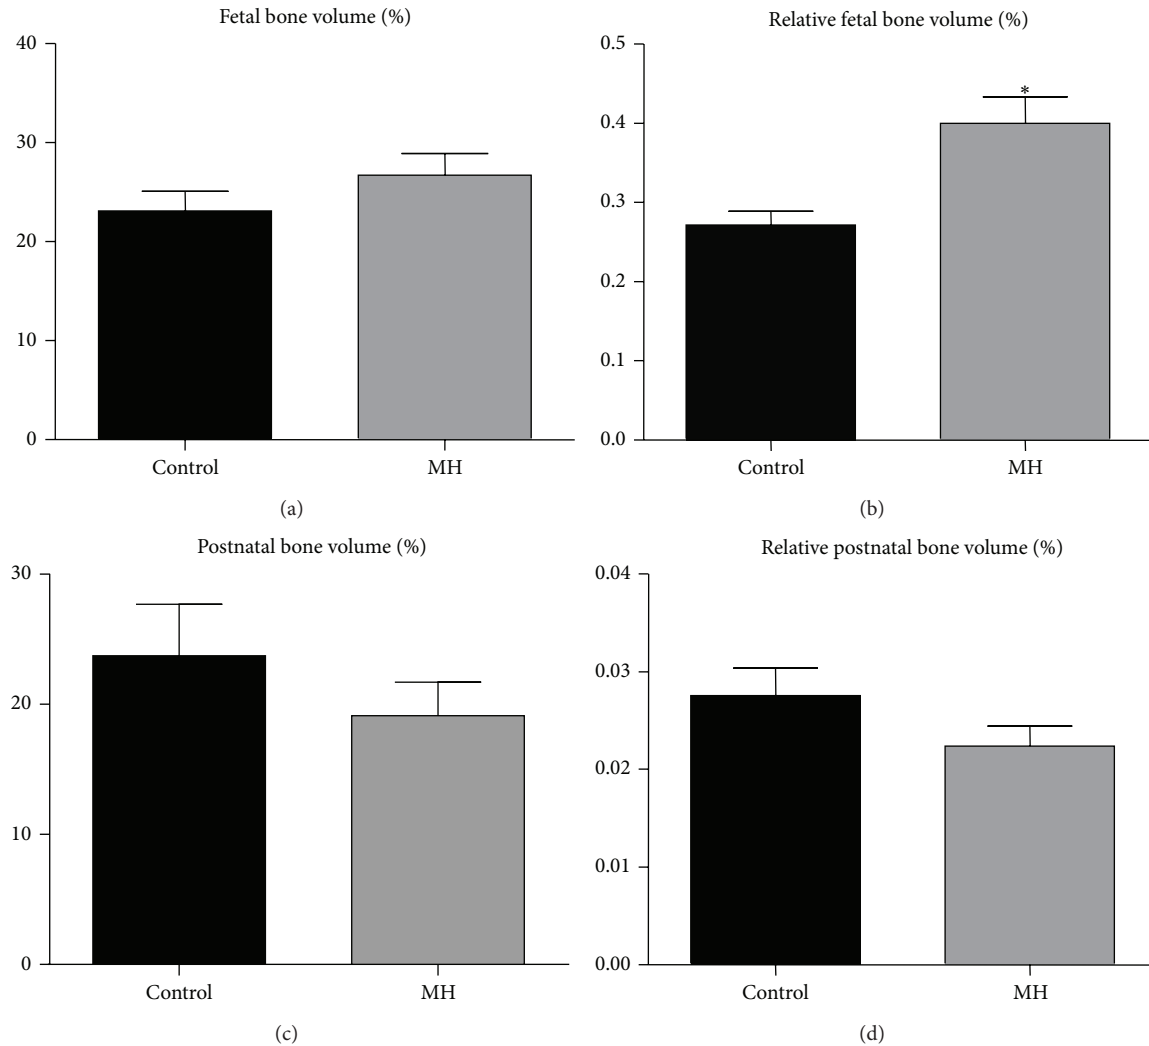 Fetal bone volume (%)
40
30
20
10
0
Control MH
(a)
Relative fetal bone volume (%)
0.5
0.4
0.3
0.2
0.1
0.0
*
Control MH
(b)
Postnatal bone volume (%)
30
20
10
0
Control MH
(c)
Relative postnatal bone volume (%)
0.04
0.03
0.02
0.01
0.00
Control MH
(d)